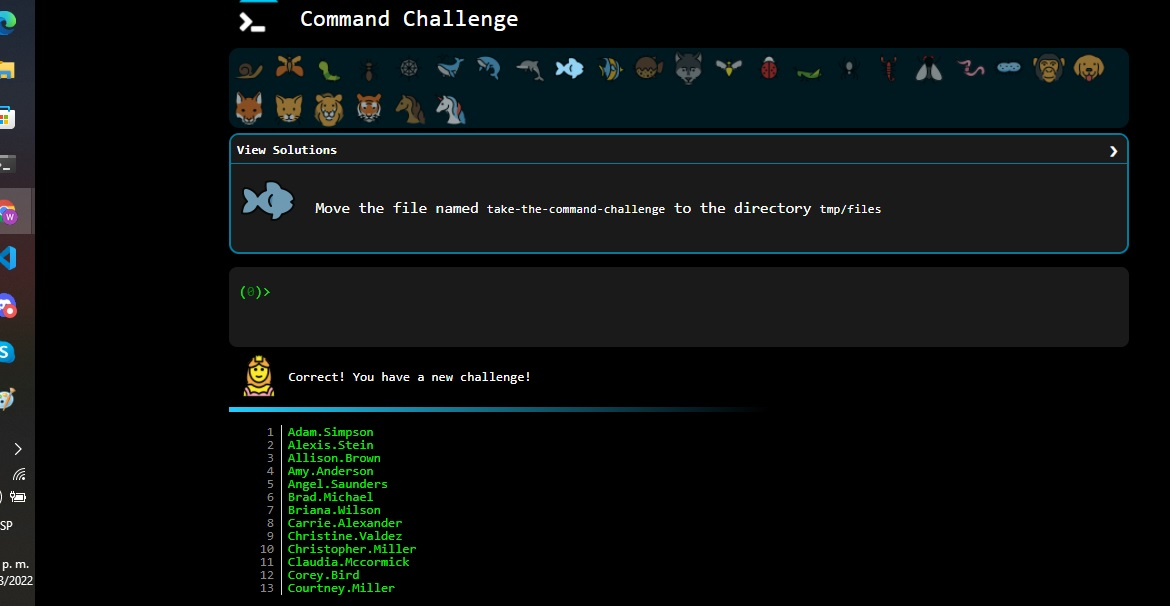 Command Challenge
View Solutions
Move the file named take-the-command-challenge to the directory tmp/files
(0)>
Correct! You have a new challenge!
1 Adam.Simpson
2 Alexis.Stein
3 Allison.Brown
4 Amy.Anderson
5 Angel.Saunders
6 Brad.Michael
7 Briana.Wilson
8 Carrie.Alexander
9 Christine.Valdez
10 Christopher.Miller
11 Claudia.Mccormick
12 Corey.Bird
13 Courtney.Miller
W
S
SP
p. m.
3/2022